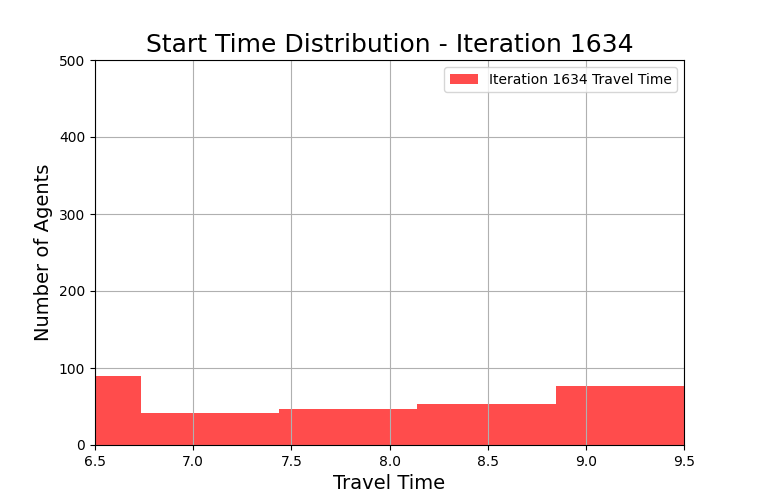 Start Time Distribution - Iteration 1634
Iteration 1634 Travel Time
Number of Agents
500
400
300
200
100
0
6.5 7.0 7.5 8.0 8.5 9.0 9.5
Travel Time